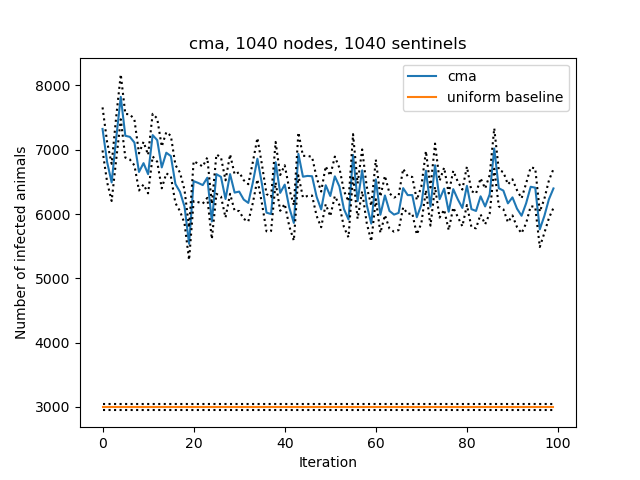 cma, 1040 nodes, 1040 sentinels
cma
uniform baseline
Number of infected animals
8000
7000
6000
5000
4000
3000
0 20 40 60 80 100
Iteration